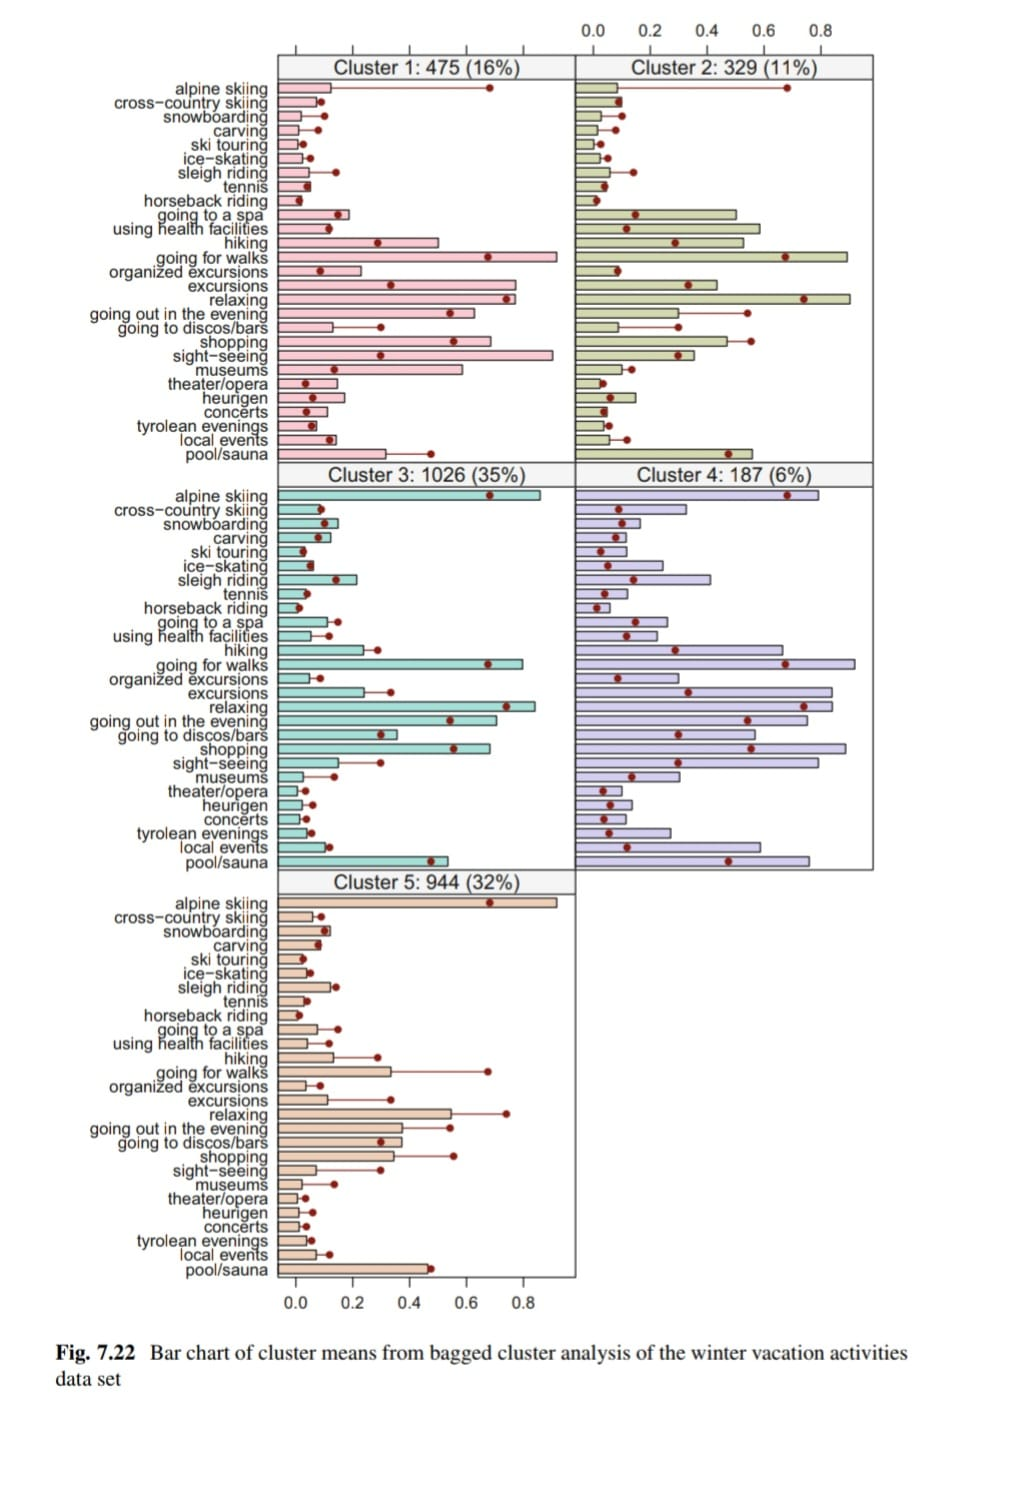 0.0 0.2 0.4 0.6 0.8
Cluster 1: 475 (16%)
Cluster 2: 329 (11%)
alpine skiing
cross−country skiing
snowboarding
carving
ski touring
ice−skating
sleigh riding
tennis
horseback riding
going to a spa
using health facilities
hiking
going for walks
organized excursions
excursions
relaxing
going out in the evening
going to discos/bars
shopping
sight−seeing
museums
theater/opera
heurigen
concerts
tyrolean evenings
local events
pool/sauna
Cluster 3: 1026 (35%)
Cluster 4: 187 (6%)
alpine skiing
cross−country skiing
snowboarding
carving
ski touring
ice−skating
sleigh riding
tennis
horseback riding
going to a spa
using health facilities
hiking
going for walks
organized excursions
excursions
relaxing
going out in the evening
going to discos/bars
shopping
sight−seeing
museums
theater/opera
heurigen
concerts
tyrolean evenings
local events
pool/sauna
Cluster 5: 944 (32%)
alpine skiing
cross−country skiing
snowboarding
carving
ski touring
ice−skating
sleigh riding
tennis
horseback riding
going to a spa
using health facilities
hiking
going for walks
organized excursions
excursions
relaxing
going out in the evening
going to discos/bars
shopping
sight−seeing
museums
theater/opera
heurigen
concerts
tyrolean evenings
local events
pool/sauna
0.0 0.2 0.4 0.6 0.8
Fig. 7.22 Bar chart of cluster means from bagged cluster analysis of the winter vacation activities
data set